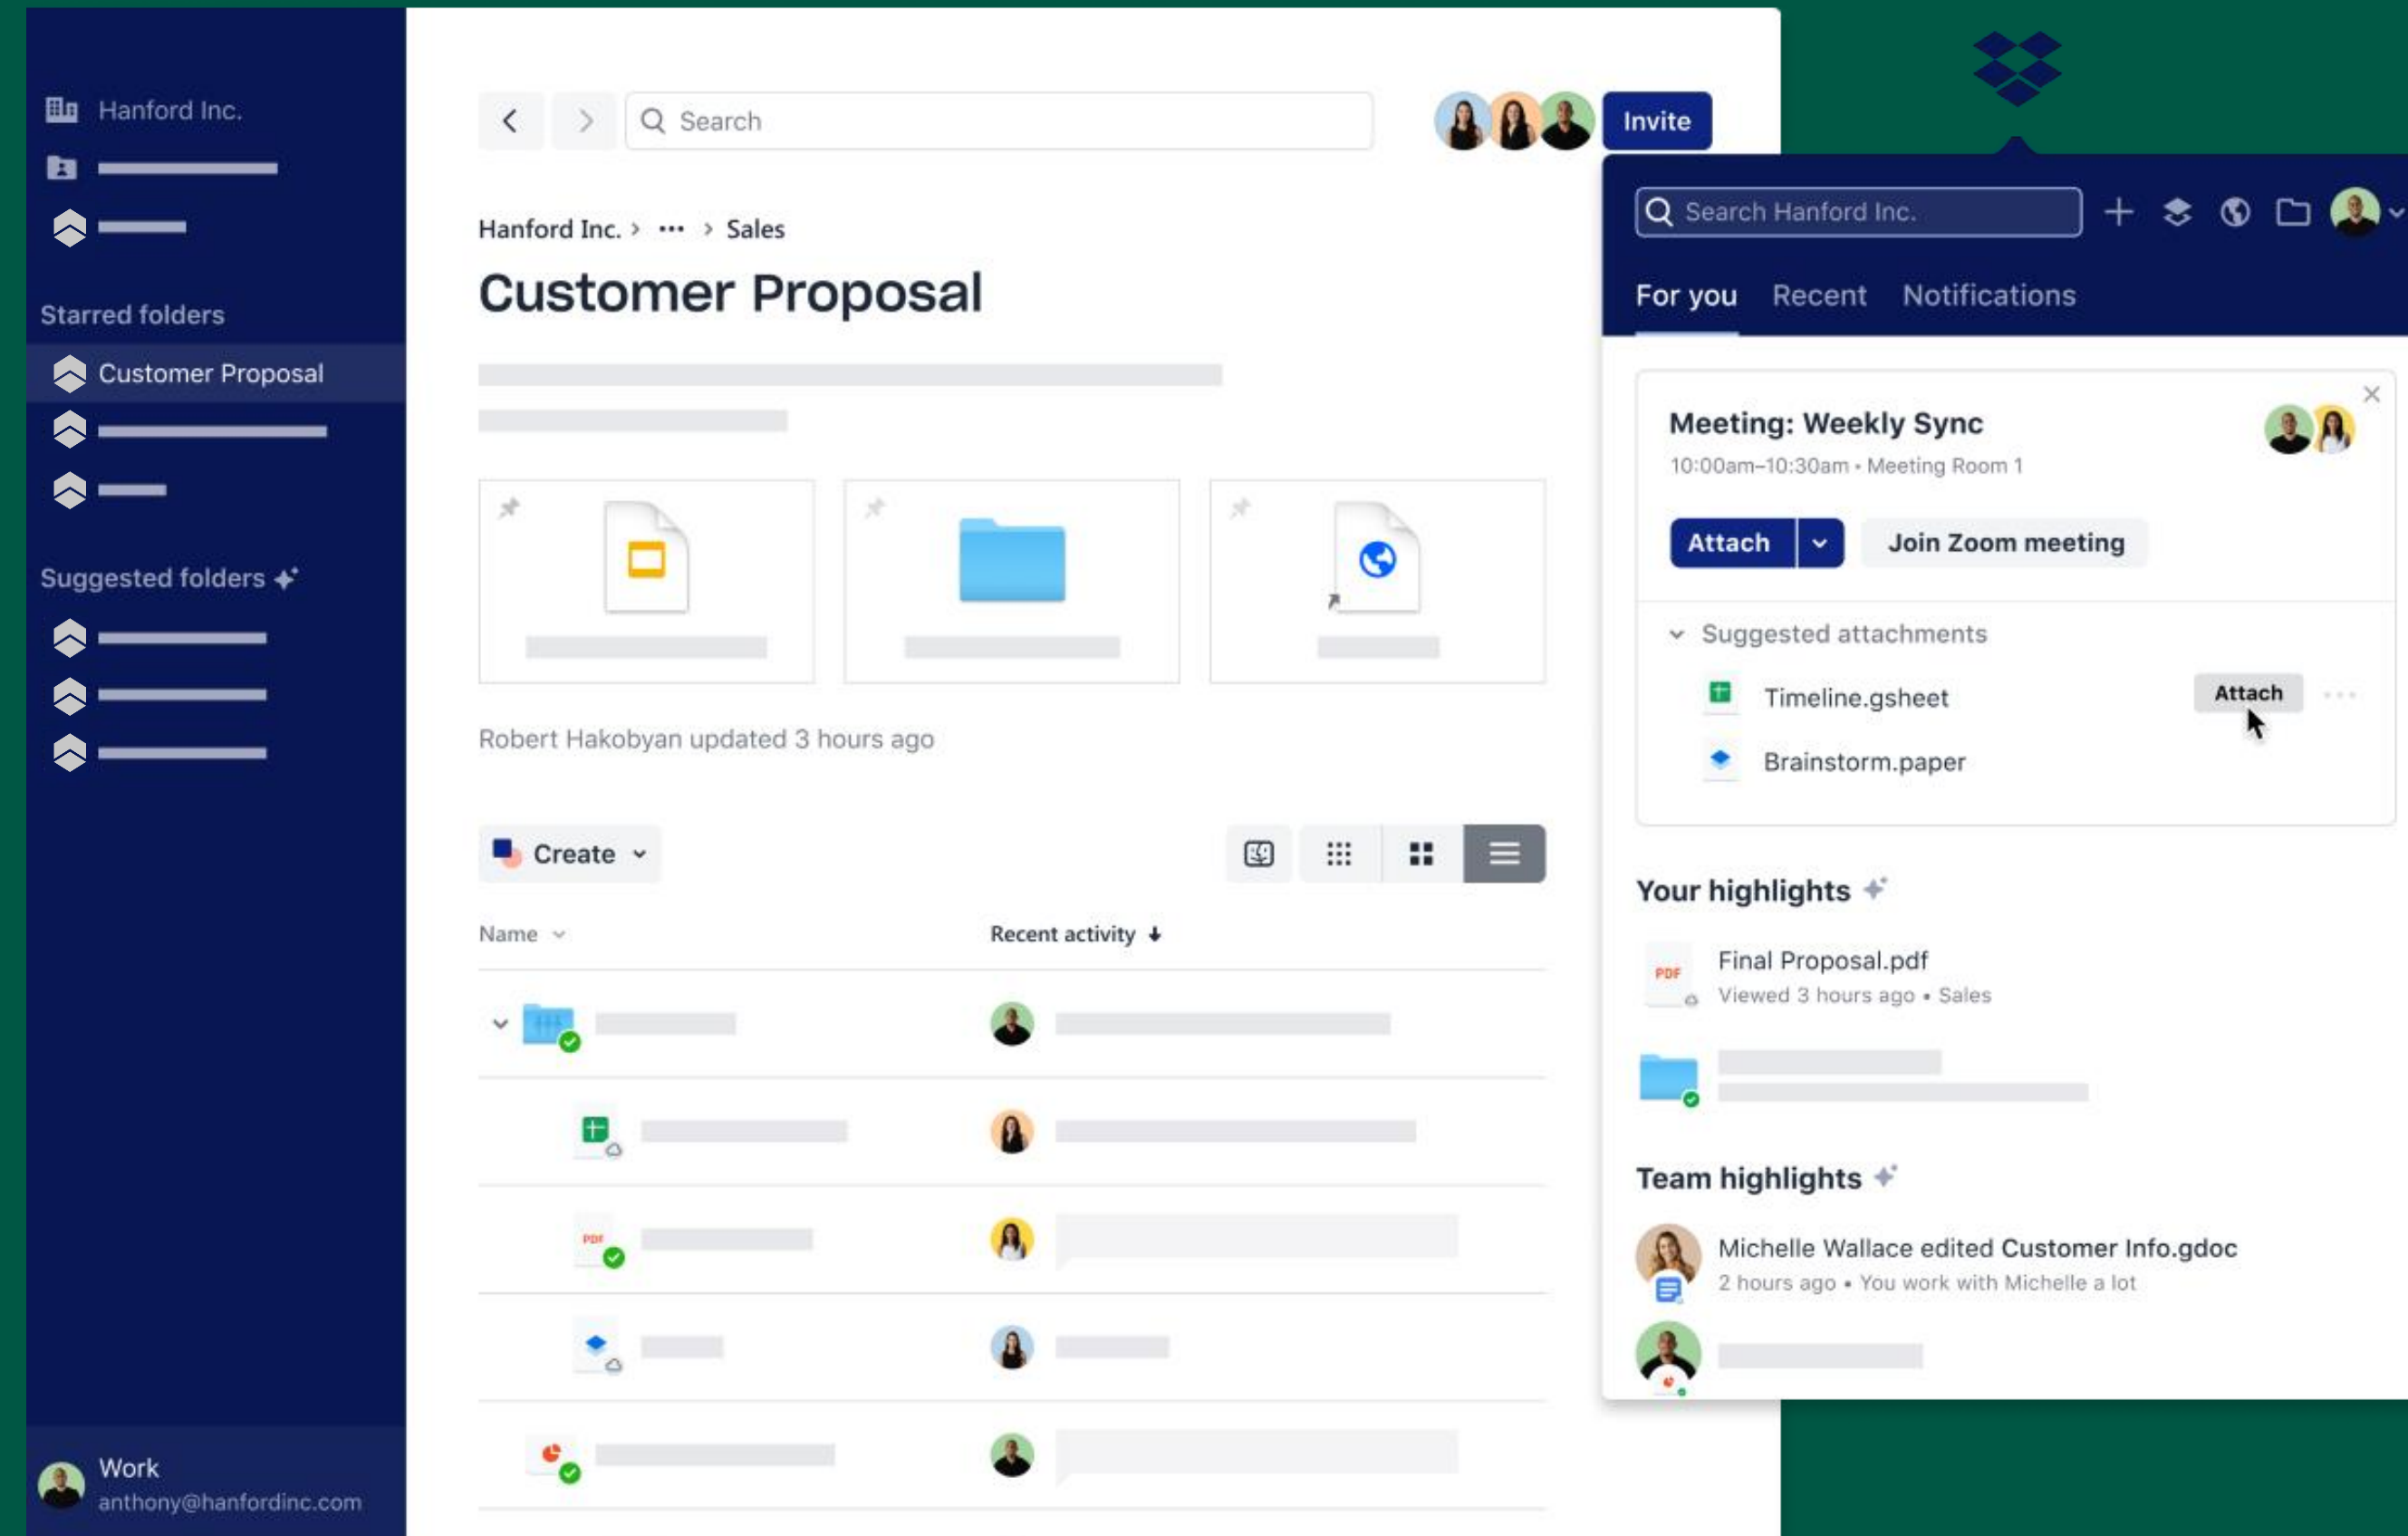 Hanford Inc.
Starred folders
Customer Proposal
Suggested folders
Work
anthony@hanfordinc.com
Search
Invite
Hanford Inc. > ••• > Sales
Customer Proposal
Robert Hakobyan updated 3 hours ago
Create
Name
Recent activity
PDF
Search Hanford Inc.
For you
Recent
Notifications
Meeting: Weekly Sync
10:00am–10:30am • Meeting Room 1
Attach
Join Zoom meeting
Suggested attachments
Timeline.gsheet
Attach
Brainstorm.paper
Your highlights
PDF
Final Proposal.pdf
Viewed 3 hours ago • Sales
Team highlights
Michelle Wallace edited Customer Info.gdoc
2 hours ago • You work with Michelle a lot